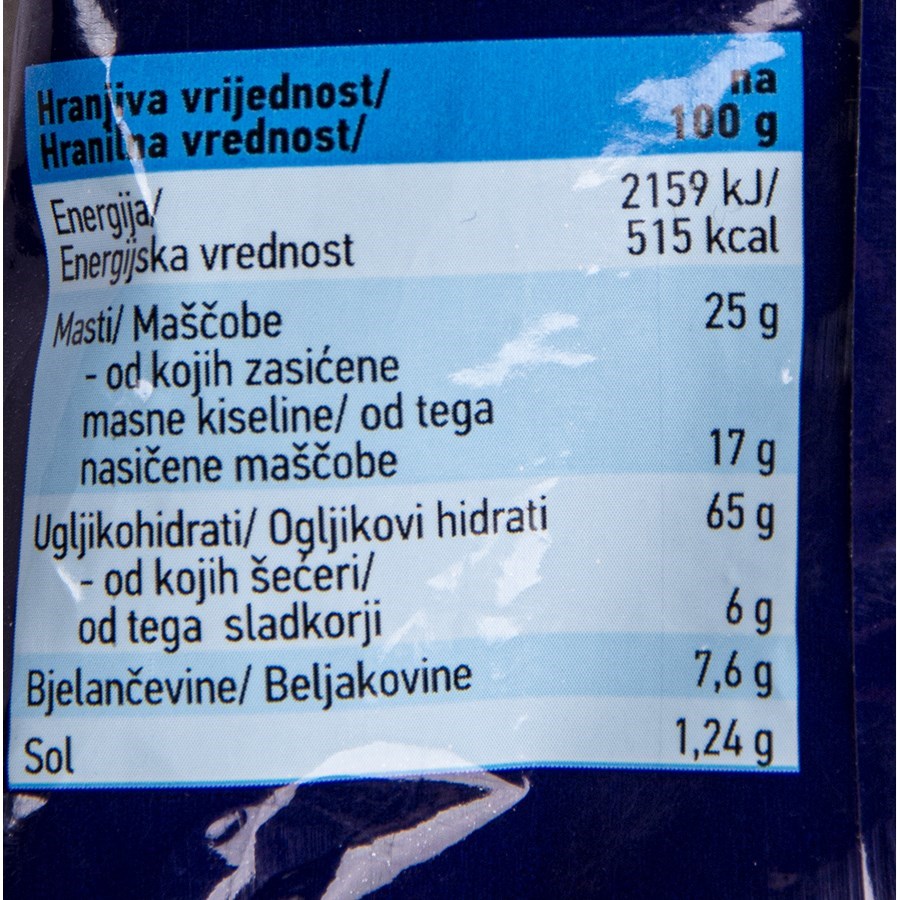 Hranjiva vrijednost/ na
Hranilna vrednost/ 100 g
Energija/ 2159 kJ/
Energijska vrednost 515 kcal
Masti/ Maščobe 25 g
- od kojih zasićene
masne kiseline/ od tega
nasičene maščobe 17 g
Ugljikohidrati/ Ogljikovi hidrati 65 g
- od kojih šećeri/
od tega sladkorji 6 g
Bjelančevine/ Beljakovine 7,6 g
Sol 1,24 g